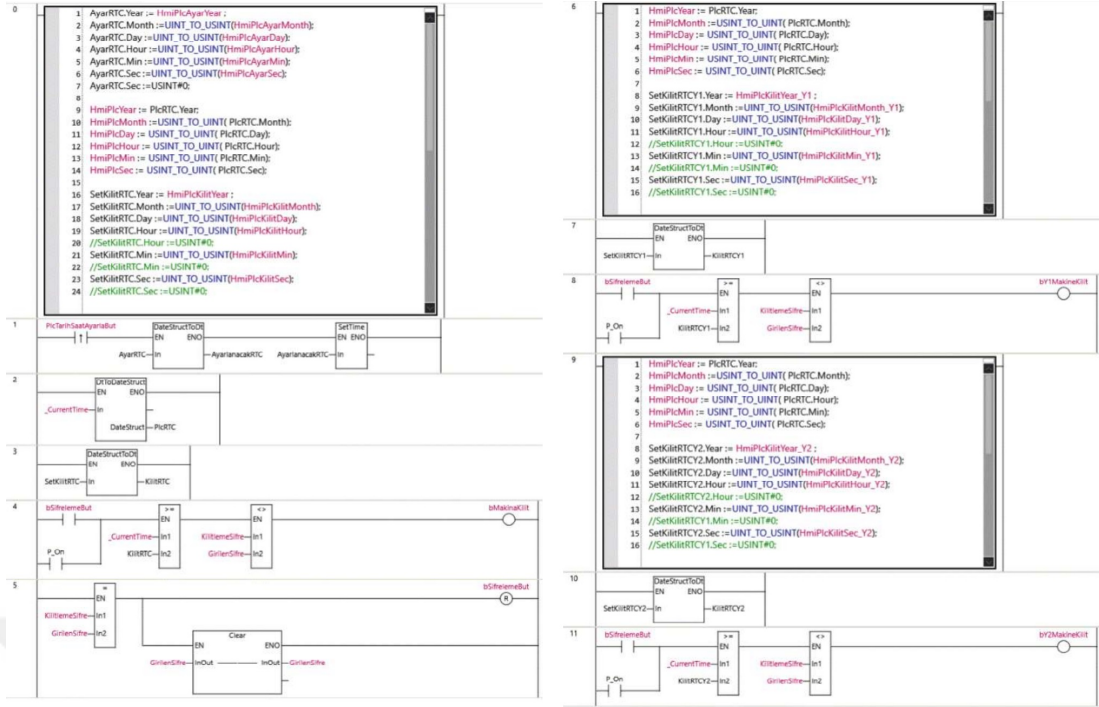 0
1 AyarRTC.Year := HmiPlcAyarYear ;
2 AyarRTC.Month :=UINT_TO_USINT(HmiPlcAyarMonth);
3 AyarRTC.Day :=UINT_TO_USINT(HmiPlcAyarDay);
4 AyarRTC.Hour :=UINT_TO_USINT(HmiPlcAyarHour);
5 AyarRTC.Min :=UINT_TO_USINT(HmiPlcAyarMin);
6 AyarRTC.Sec :=UINT_TO_USINT(HmiPlcAyarSec);
7 AyarRTC.Sec :=USINT#0;
8
9 HmiPlcYear := PlcRTC.Year;
10 HmiPlcMonth :=USINT_TO_UINT( PlcRTC.Month);
11 HmiPlcDay := USINT_TO_UINT( PlcRTC.Day);
12 HmiPlcHour := USINT_TO_UINT( PlcRTC.Hour);
13 HmiPlcMin := USINT_TO_UINT( PlcRTC.Min);
14 HmiPlcSec := USINT_TO_UINT( PlcRTC.Sec);
15
16 SetKilitRTC.Year := HmiPlcKilitYear ;
17 SetKilitRTC.Month :=UINT_TO_USINT(HmiPlcKilitMonth);
18 SetKilitRTC.Day :=UINT_TO_USINT(HmiPlcKilitDay);
19 SetKilitRTC.Hour :=UINT_TO_USINT(HmiPlcKilitHour);
20 //SetKilitRTC.Hour :=USINT#0;
21 SetKilitRTC.Min :=UINT_TO_USINT(HmiPlcKilitMin);
22 //SetKilitRTC.Min :=USINT#0;
23 SetKilitRTC.Sec :=UINT_TO_USINT(HmiPlcKilitSec);
24 //SetKilitRTC.Sec :=USINT#0;
1
PlcTarihSaatAyarlaBut DateStructToDt SetTime
EN ENO EN ENO
AyarRTC In AyarlanacakRTC AyarlanacakRTC In
2
DtToDateStruct
EN ENO
_CurrentTime In
DateStruct PlcRTC
3
DateStructToDt
EN ENO
SetKilitRTC In KilitRTC
4
bSifrelemeBut >= <> bMakinaKilit
EN EN
_CurrentTime In1 KilitlemeSifre In1
P_On KilitRTC In2 GirilenSifre In2
5
= bSifrelemeBut
EN R
KilitlemeSifre In1
GirilenSifre In2
Clear
EN ENO
GirilenSifre InOut InOut GirilenSifre
6
1 HmiPlcYear := PlcRTC.Year;
2 HmiPlcMonth :=USINT_TO_UINT( PlcRTC.Month);
3 HmiPlcDay := USINT_TO_UINT( PlcRTC.Day);
4 HmiPlcHour := USINT_TO_UINT( PlcRTC.Hour);
5 HmiPlcMin := USINT_TO_UINT( PlcRTC.Min);
6 HmiPlcSec := USINT_TO_UINT( PlcRTC.Sec);
7
8 SetKilitRTCY1.Year := HmiPlcKilitYear_Y1 ;
9 SetKilitRTCY1.Month :=UINT_TO_USINT(HmiPlcKilitMonth_Y1);
10 SetKilitRTCY1.Day :=UINT_TO_USINT(HmiPlcKilitDay_Y1);
11 SetKilitRTCY1.Hour :=UINT_TO_USINT(HmiPlcKilitHour_Y1);
12 //SetKilitRTCY1.Hour :=USINT#0;
13 SetKilitRTCY1.Min :=UINT_TO_USINT(HmiPlcKilitMin_Y1);
14 //SetKilitRTCY1.Min :=USINT#0;
15 SetKilitRTCY1.Sec :=UINT_TO_USINT(HmiPlcKilitSec_Y1);
16 //SetKilitRTCY1.Sec :=USINT#0;
7
DateStructToDt
EN ENO
SetKilitRTCY1 In KilitRTCY1
8
bSifrelemeBut >= <> bY1MakineKilit
EN EN
_CurrentTime In1 KilitlemeSifre In1
P_On KilitRTCY1 In2 GirilenSifre In2
9
1 HmiPlcYear := PlcRTC.Year;
2 HmiPlcMonth :=USINT_TO_UINT( PlcRTC.Month);
3 HmiPlcDay := USINT_TO_UINT( PlcRTC.Day);
4 HmiPlcHour := USINT_TO_UINT( PlcRTC.Hour);
5 HmiPlcMin := USINT_TO_UINT( PlcRTC.Min);
6 HmiPlcSec := USINT_TO_UINT( PlcRTC.Sec);
7
8 SetKilitRTCY2.Year := HmiPlcKilitYear_Y2 ;
9 SetKilitRTCY2.Month :=UINT_TO_USINT(HmiPlcKilitMonth_Y2);
10 SetKilitRTCY2.Day :=UINT_TO_USINT(HmiPlcKilitDay_Y2);
11 SetKilitRTCY2.Hour :=UINT_TO_USINT(HmiPlcKilitHour_Y2);
12 //SetKilitRTCY2.Hour :=USINT#0;
13 SetKilitRTCY2.Min :=UINT_TO_USINT(HmiPlcKilitMin_Y2);
14 //SetKilitRTCY1.Min :=USINT#0;
15 SetKilitRTCY2.Sec :=UINT_TO_USINT(HmiPlcKilitSec_Y2);
16 //SetKilitRTCY1.Sec :=USINT#0;
10
DateStructToDt
EN ENO
SetKilitRTCY2 In KilitRTCY2
11
bSifrelemeBut >= <> bY2MakineKilit
EN EN
_CurrentTime In1 KilitlemeSifre In1
P_On KilitRTCY2 In2 GirilenSifre In2